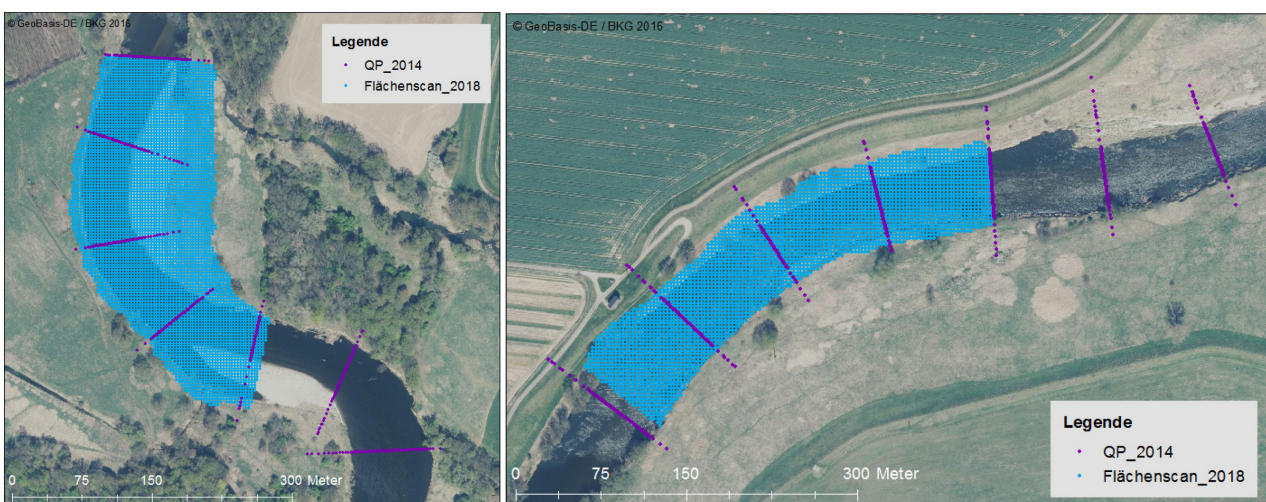 © GeoBasis-DE / BKG 2016
Legende
QP_2014
Flächenscan_2018
0 75 150 300 Meter
© GeoBasis-DE / BKG 2016
Legende
QP_2014
Flächenscan_2018
0 75 150 300 Meter